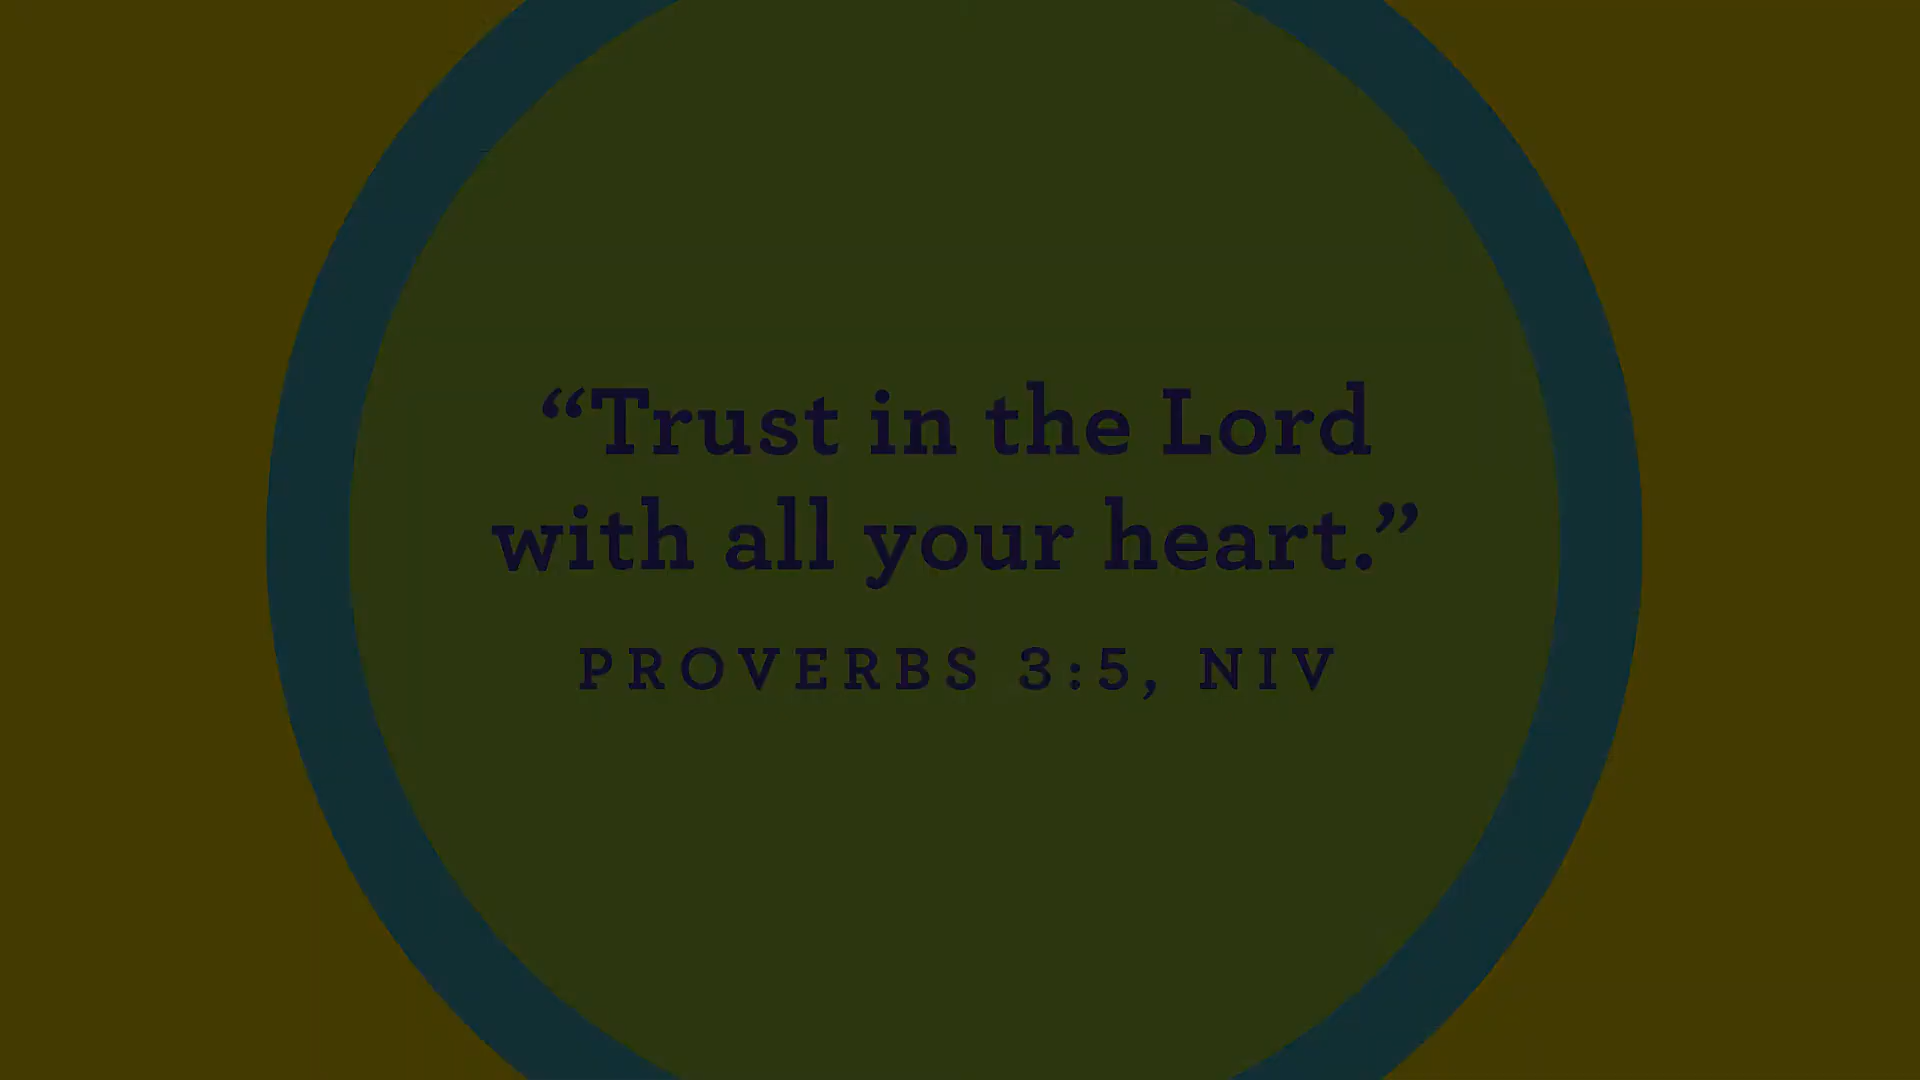 “Trust in the Lord
with all your heart.”
PROVERBS 3:5, NIV